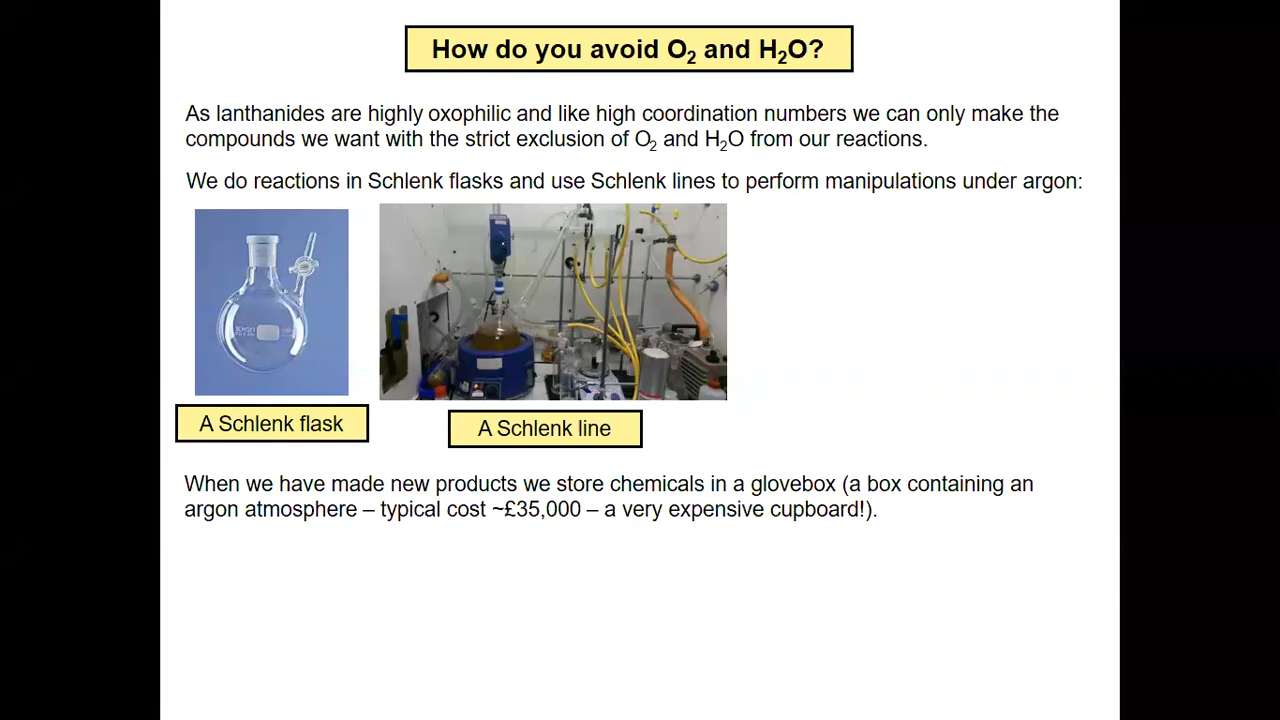 How do you avoid O₂ and H₂O?
As lanthanides are highly oxophilic and like high coordination numbers we can only make the
compounds we want with the strict exclusion of O₂ and H₂O from our reactions.
We do reactions in Schlenk flasks and use Schlenk lines to perform manipulations under argon:
A Schlenk flask
A Schlenk line
When we have made new products we store chemicals in a glovebox (a box containing an
argon atmosphere – typical cost ~£35,000 – a very expensive cupboard!).